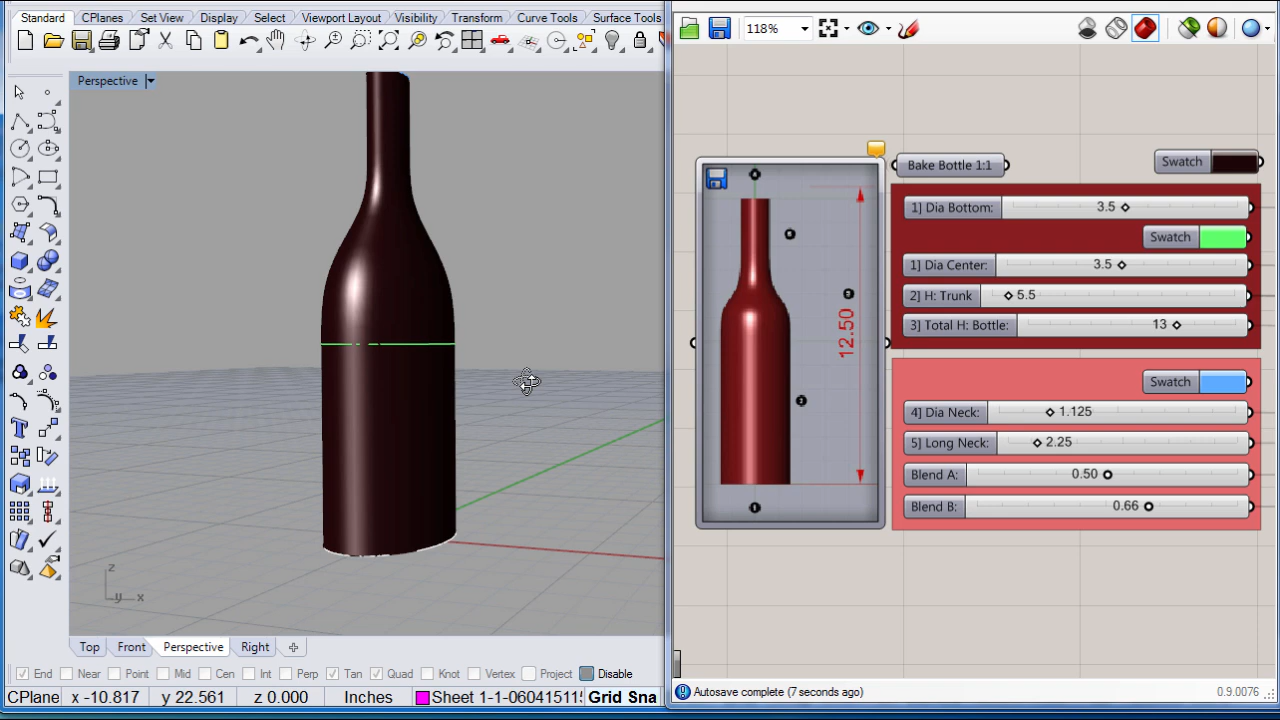 Standard CPlanes Set View Display Select Viewport Layout Visibility Transform Curve Tools Surface Tools
Perspective
z
y x
Top Front Perspective Right
End Near Point Mid Cen Int Perp Tan Quad Knot Vertex Project Disable
CPlane x -10.817 y 22.561 z 0.000 Inches Sheet 1-1-060415115 Grid Sna
118%
Bake Bottle 1:1
Swatch
1] Dia Bottom: 3.5
Swatch
1] Dia Center: 3.5
2] H: Trunk 5.5
3] Total H: Bottle: 13
12.50
Swatch
4] Dia Neck: 1.125
5] Long Neck: 2.25
Blend A: 0.50
Blend B: 0.66
Autosave complete (7 seconds ago)
0.9.0076